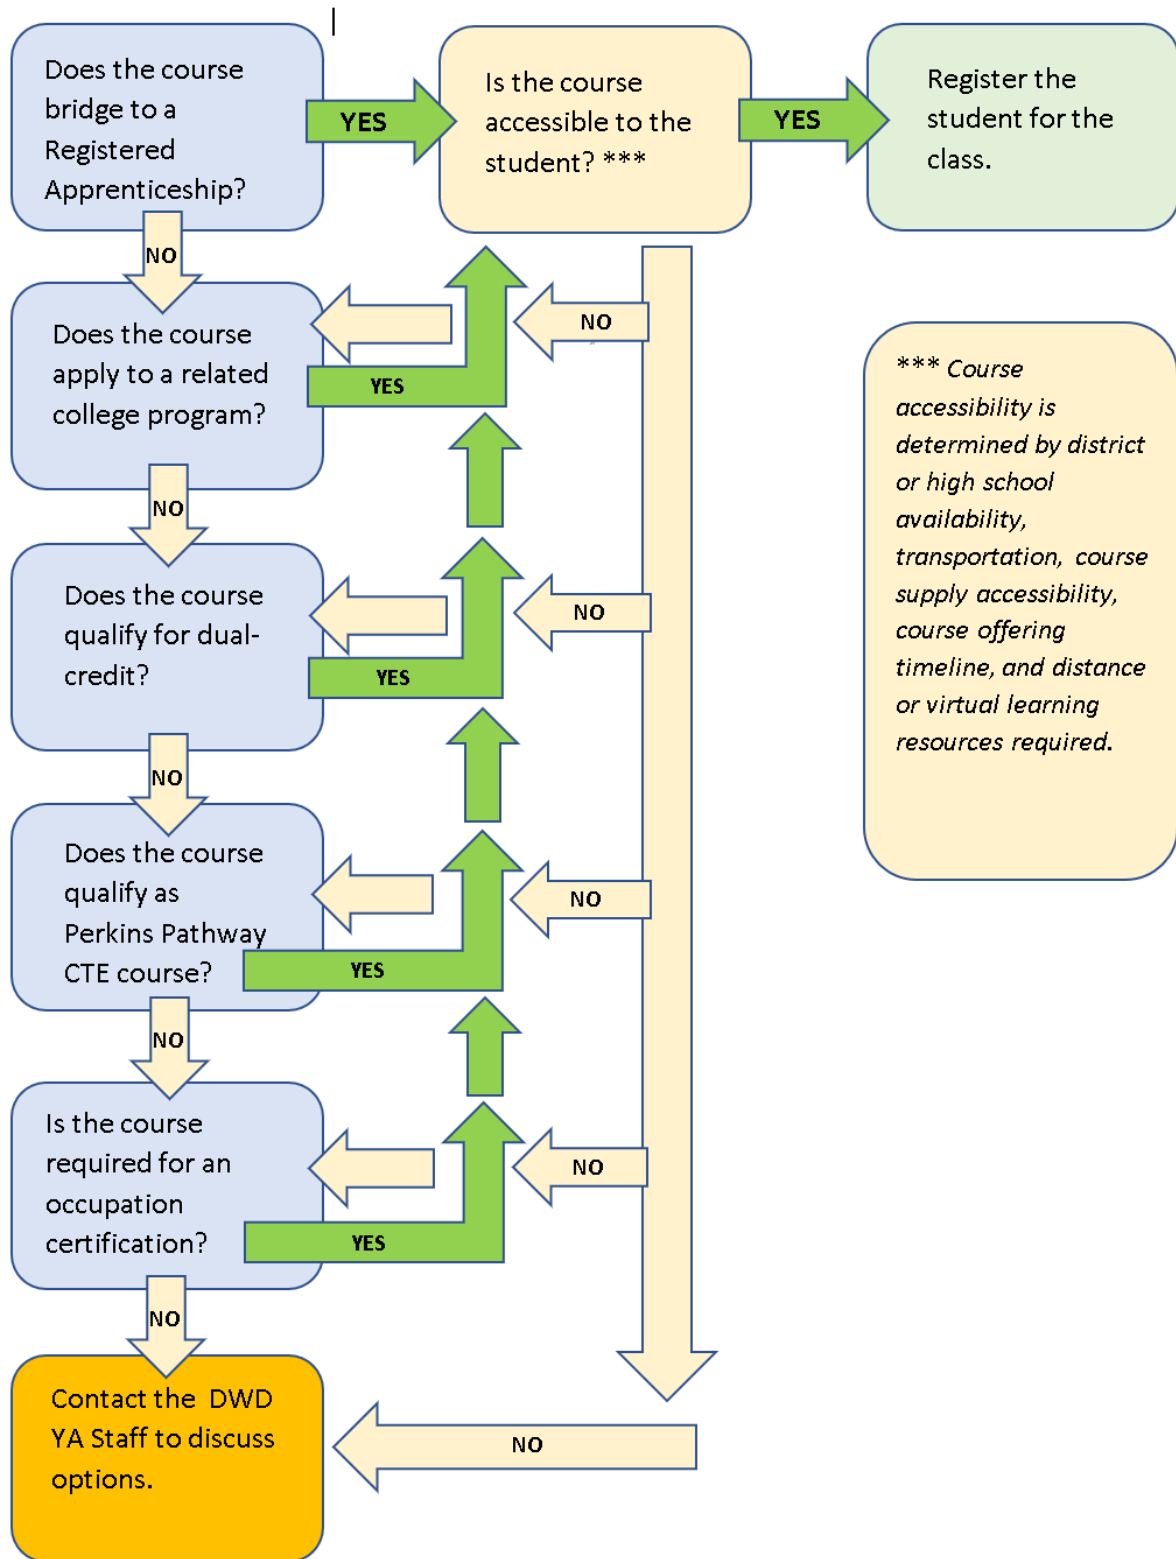 Does the course
bridge to a
Registered
Apprenticeship?
YES
Is the course
accessible to the
student? ***
YES
Register the
student for the
class.
NO
Does the course
apply to a related
college program?
NO
YES
*** Course
accessibility is
determined by district
or high school
availability,
transportation, course
supply accessibility,
course offering
timeline, and distance
or virtual learning
resources required.
NO
Does the course
qualify for dual-
credit?
NO
YES
NO
Does the course
qualify as
Perkins Pathway
CTE course?
NO
YES
NO
Is the course
required for an
occupation
certification?
NO
YES
NO
Contact the DWD
YA Staff to discuss
options.
NO